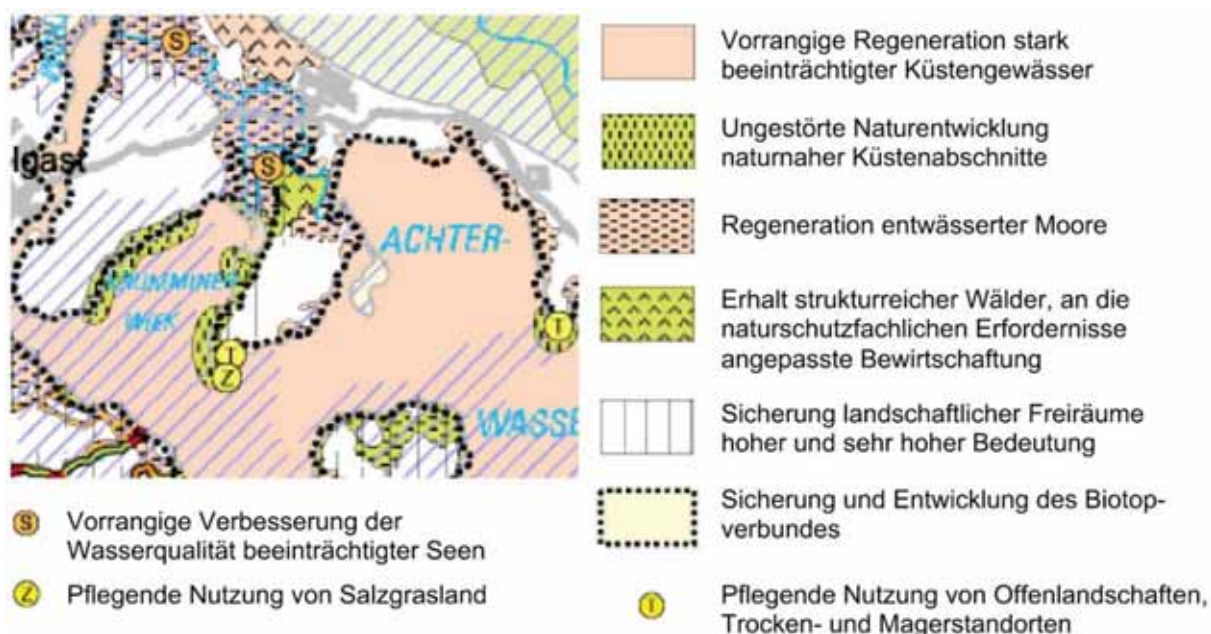 lgast
ACHTER-
KRUMMINER
WIEK
WASSE
S
S
T
T
Z
Vorrangige Regeneration stark
beeinträchtigter Küstengewässer
Ungestörte Naturentwicklung
naturnaher Küstenabschnitte
Regeneration entwässerter Moore
Erhalt strukturreicher Wälder, an die
naturschutzfachlichen Erfordernisse
angepasste Bewirtschaftung
Sicherung landschaftlicher Freiräume
hoher und sehr hoher Bedeutung
Sicherung und Entwicklung des Biotop-
verbundes
S Vorrangige Verbesserung der
Wasserqualität beeinträchtigter Seen
Z Pflegende Nutzung von Salzgrasland
T Pflegende Nutzung von Offenlandschaften,
Trocken- und Magerstandorten